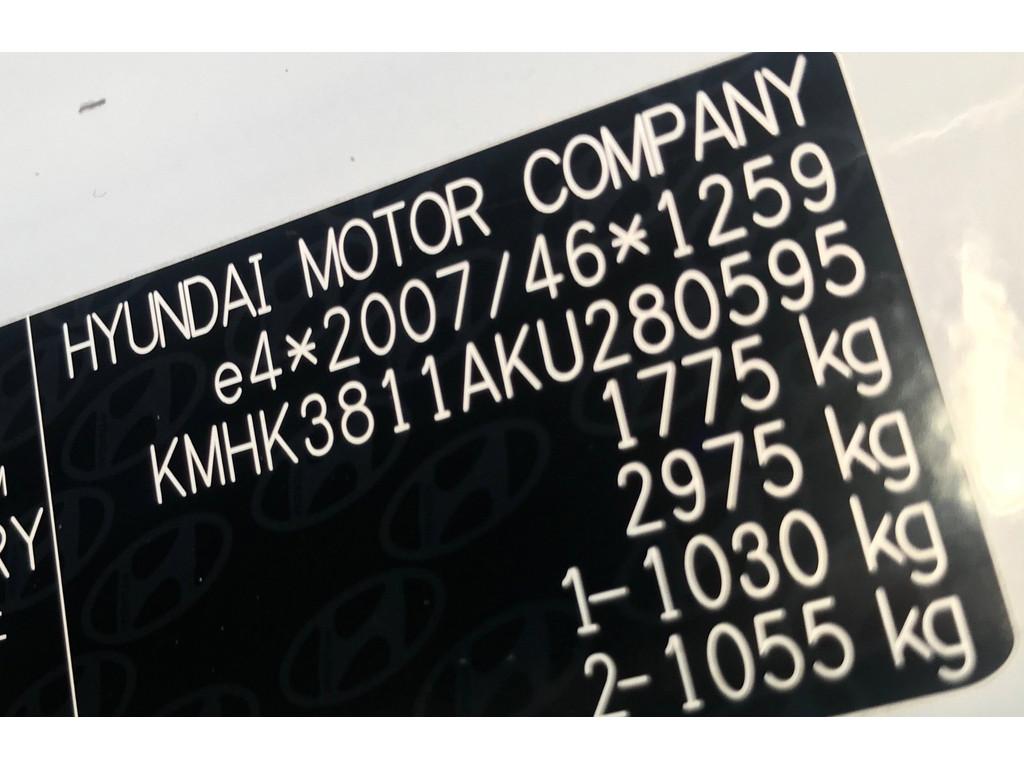 HYUNDAI MOTOR COMPANY
e4*2007/46*1259
KMHK3811AKU280595
1775 kg
2975 kg
1-1030 kg
2-1055 kg